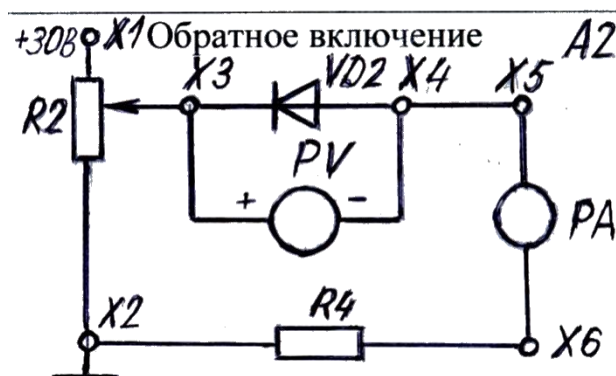 +30В X1 Обратное включение A2
X3 VD2 X4 X5
R2
PV
+ -
PA
X2 R4
X6